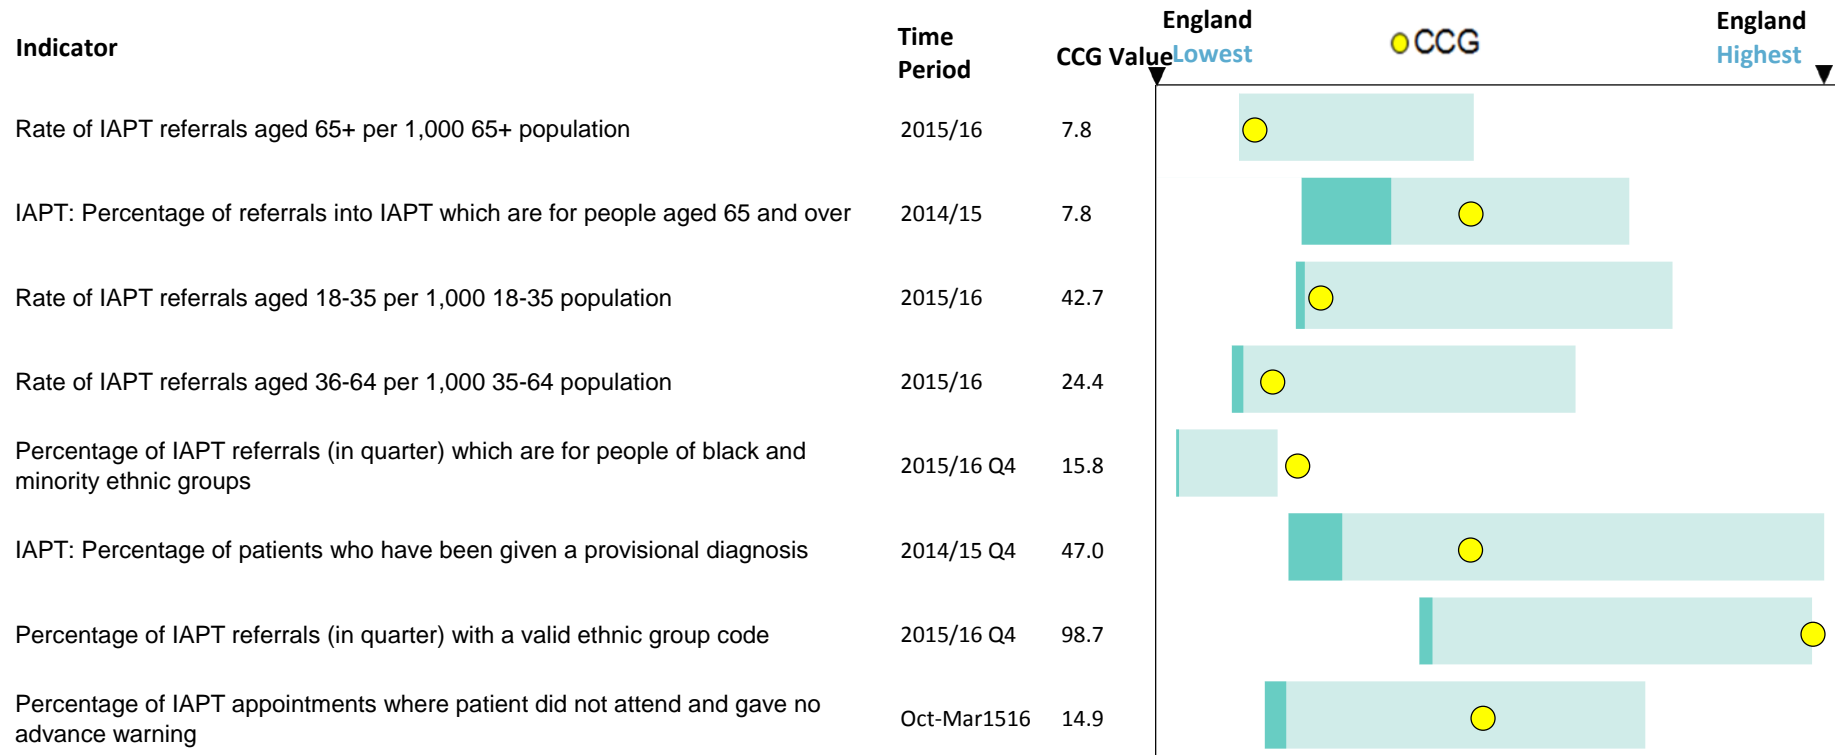 Indicator
Time
Period
CCG Value
England
Lowest
CCG
England
Highest
Rate of IAPT referrals aged 65+ per 1,000 65+ population 2015/16 7.8
IAPT: Percentage of referrals into IAPT which are for people aged 65 and over 2014/15 7.8
Rate of IAPT referrals aged 18-35 per 1,000 18-35 population 2015/16 42.7
Rate of IAPT referrals aged 36-64 per 1,000 35-64 population 2015/16 24.4
Percentage of IAPT referrals (in quarter) which are for people of black and
minority ethnic groups
2015/16 Q4 15.8
IAPT: Percentage of patients who have been given a provisional diagnosis 2014/15 Q4 47.0
Percentage of IAPT referrals (in quarter) with a valid ethnic group code 2015/16 Q4 98.7
Percentage of IAPT appointments where patient did not attend and gave no
advance warning
Oct-Mar1516 14.9